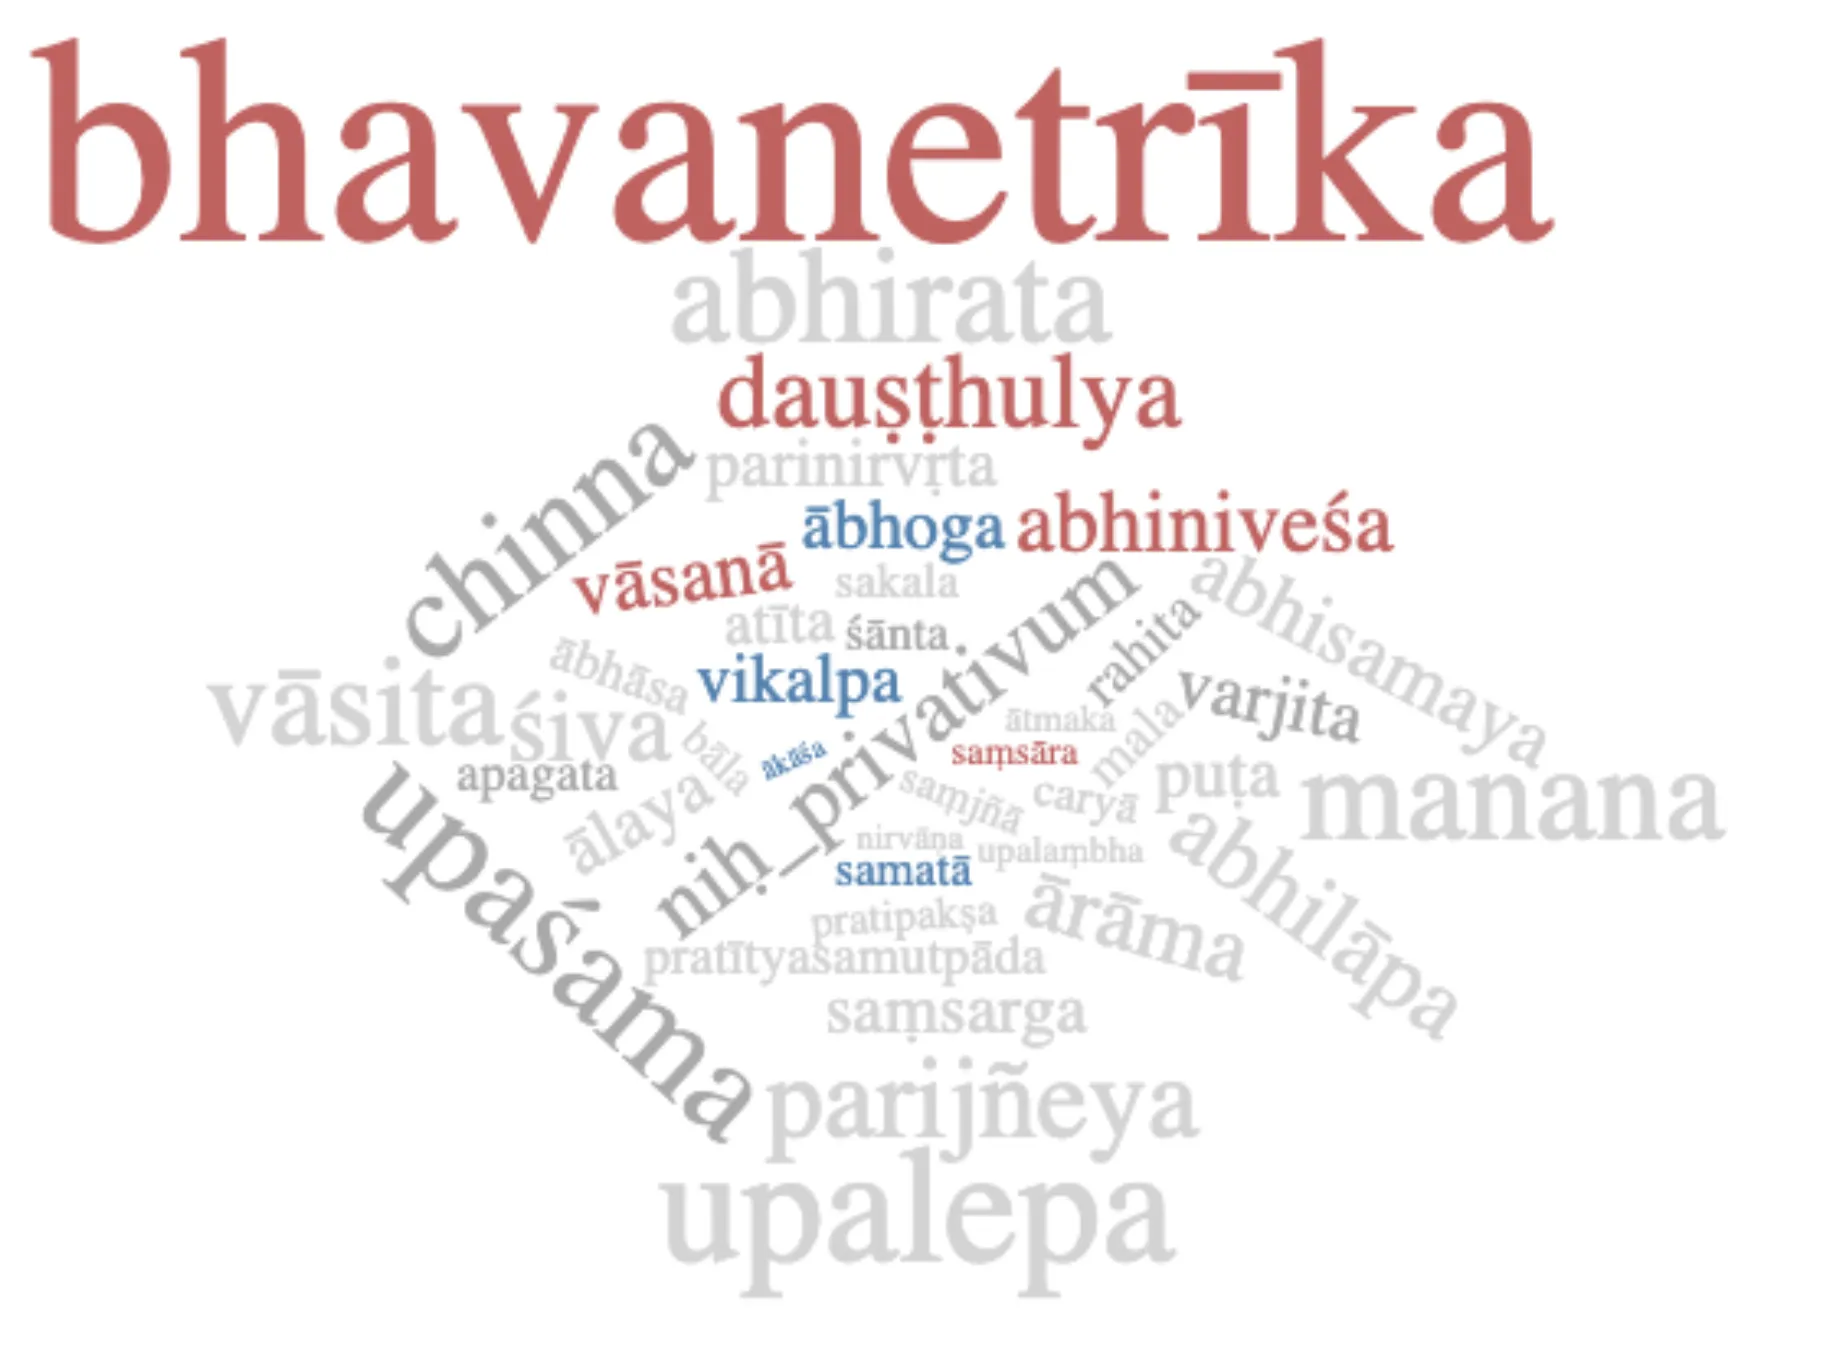 bhavanetrīka
abhirata
dauṣṭhulya
chinna
parinirvṛta
ābhoga
abhiniveśa
vāsanā
sakala
abhisamaya
atīta
śānta
niḥ_privativum
rahita
ābhāsa
vikalpa
varjita
vāsita
śiva
ātmaka
mala
bāla
ākāśa
saṃsāra
apagata
puṭa
manana
saṃjñā
caryā
ālaya
upaśama
nirvāṇa
upalaṃbha
abhilāpa
samatā
pratipakṣa
ārāma
pratītyasamutpāda
saṃsarga
parijñeya
upalepa